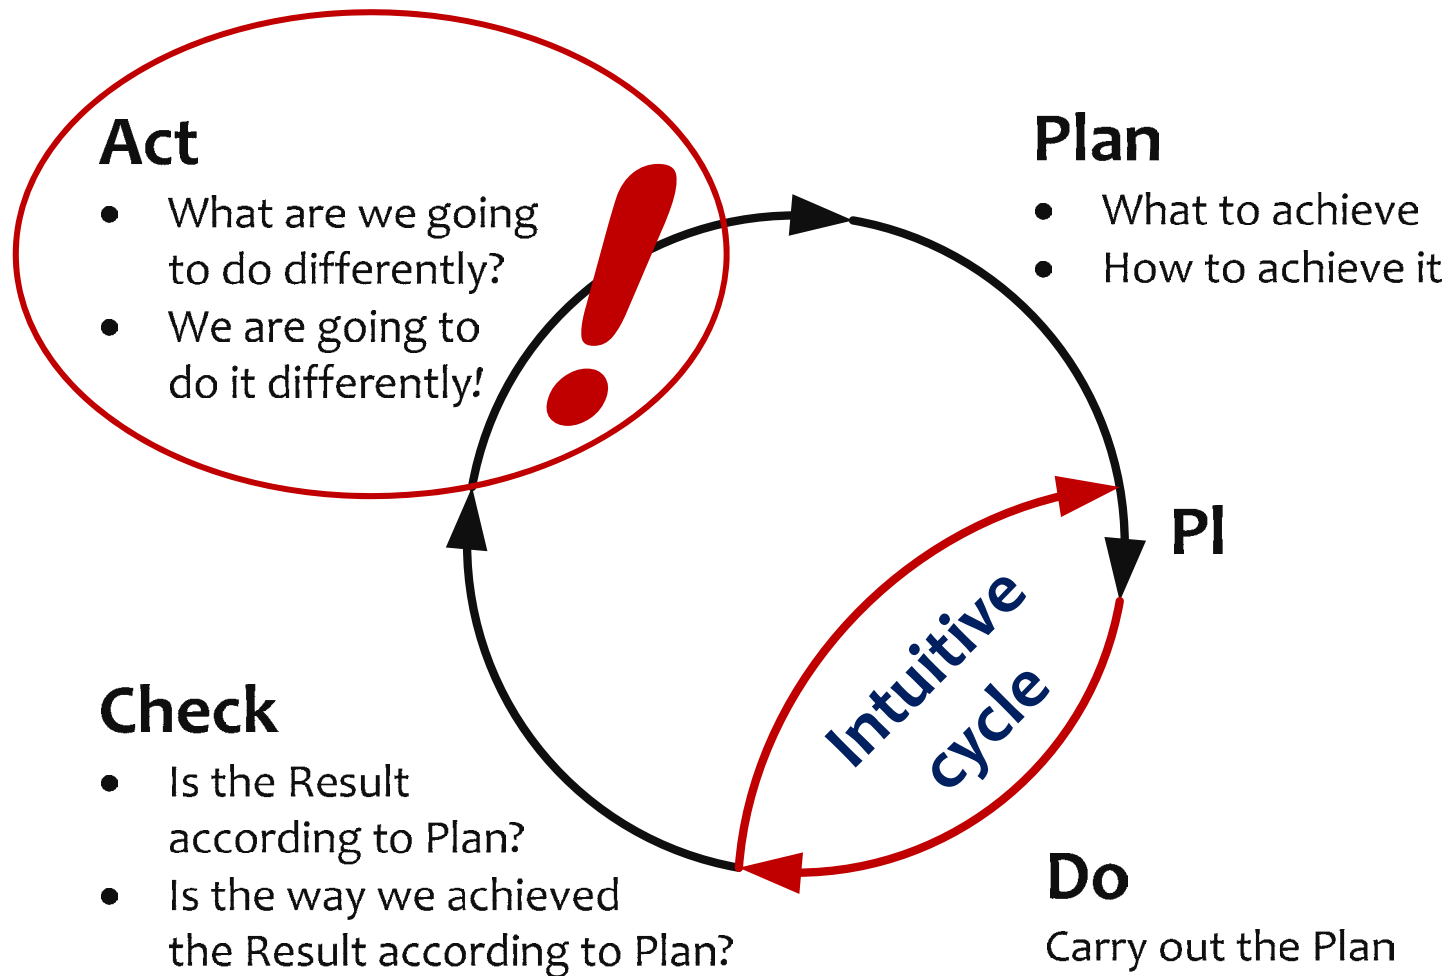 Act
• What are we going
to do differently?
• We are going to
do it differently!
Plan
• What to achieve
• How to achieve it
Pl
Intuitive
cycle
Check
• Is the Result
according to Plan?
• Is the way we achieved
the Result according to Plan?
Do
Carry out the Plan